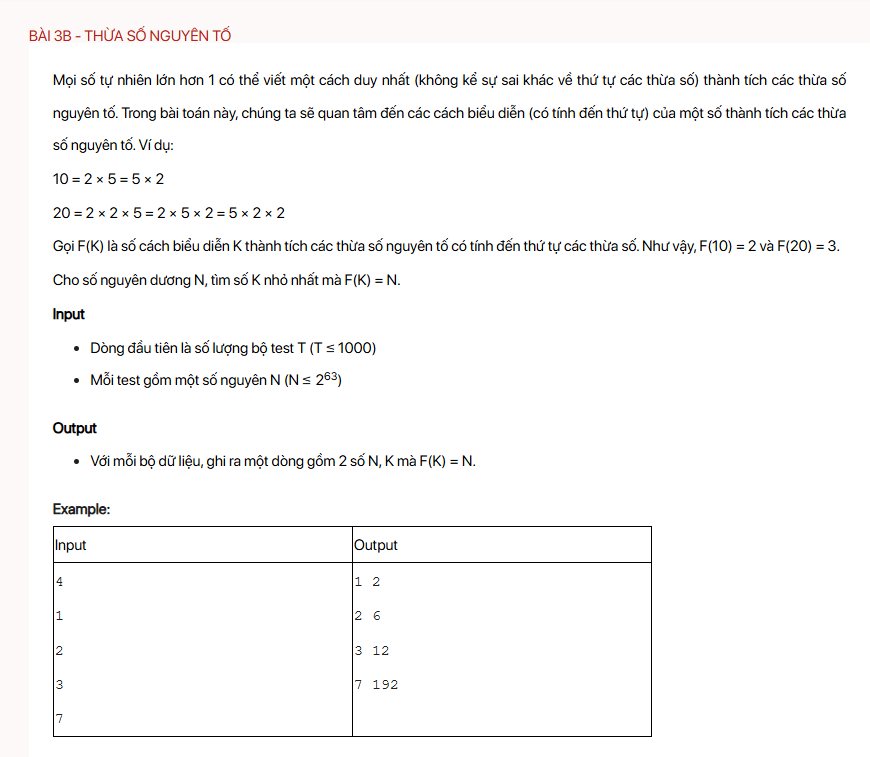 BÀI 3B - THỪA SỐ NGUYÊN TỐ
Mọi số tự nhiên lớn hơn 1 có thể viết một cách duy nhất (không kể sự sai khác về thứ tự các thừa số) thành tích các thừa số
nguyên tố. Trong bài toán này, chúng ta sẽ quan tâm đến các cách biểu diễn (có tính đến thứ tự) của một số thành tích các thừa
số nguyên tố. Ví dụ:
10 = 2 × 5 = 5 × 2
20 = 2 × 2 × 5 = 2 × 5 × 2 = 5 × 2 × 2
Gọi F(K) là số cách biểu diễn K thành tích các thừa số nguyên tố có tính đến thứ tự các thừa số. Như vậy, F(10) = 2 và F(20) = 3.
Cho số nguyên dương N, tìm số K nhỏ nhất mà F(K) = N.
Input
• Dòng đầu tiên là số lượng bộ test T (T ≤ 1000)
• Mỗi test gồm một số nguyên N (N ≤ 2^63)
Output
• Với mỗi bộ dữ liệu, ghi ra một dòng gồm 2 số N, K mà F(K) = N.
Example:
Input Output
4 1 2
1 2 6
2 3 12
3 7 192
7